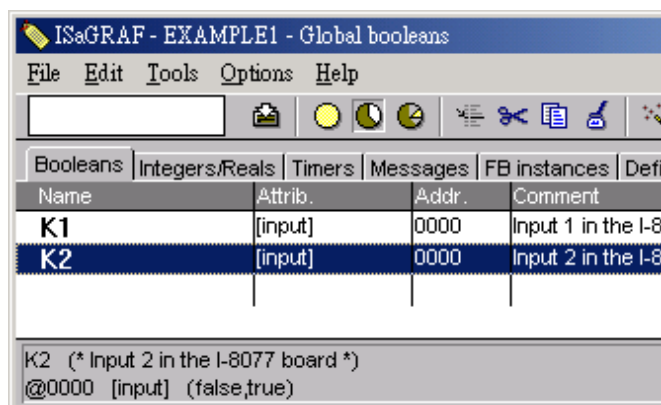 ISaGRAF - EXAMPLE1 - Global booleans
File Edit Tools Options Help
Booleans Integers/Reals Timers Messages FB instances Defi
Name Attrib. Addr. Comment
K1 [input] 0000 Input 1 in the I-8
K2 [input] 0000 Input 2 in the I-8
K2 (* Input 2 in the I-8077 board *)
@0000 [input] (false,true)